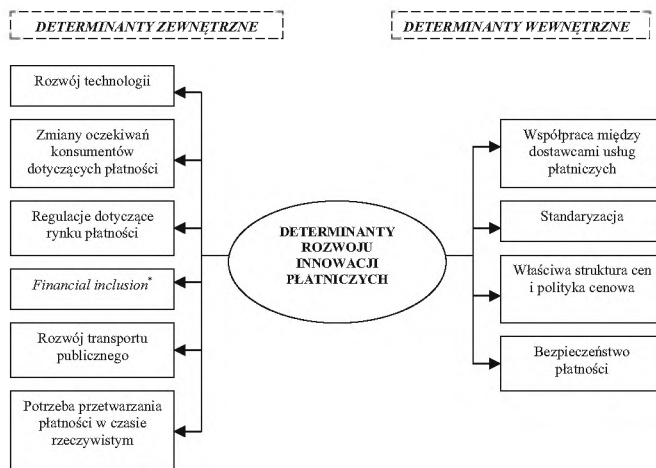 DETERMINANTY ZEWNĘTRZNE
DETERMINANTY WEWNĘTRZNE
Rozwój technologii
Zmiany oczekiwań
konsumentów
dotyczących płatności
Regulacje dotyczące
rynku płatności
Financial inclusion*
Rozwój transportu
publicznego
Potrzeba przetwarzania
płatności w czasie
rzeczywistym
DETERMINANTY
ROZWOJU
INNOWACJI
PŁATNICZYCH
Współpraca między
dostawcami usług
płatniczych
Standaryzacja
Właściwa struktura cen
i polityka cenowa
Bezpieczeństwo
płatności